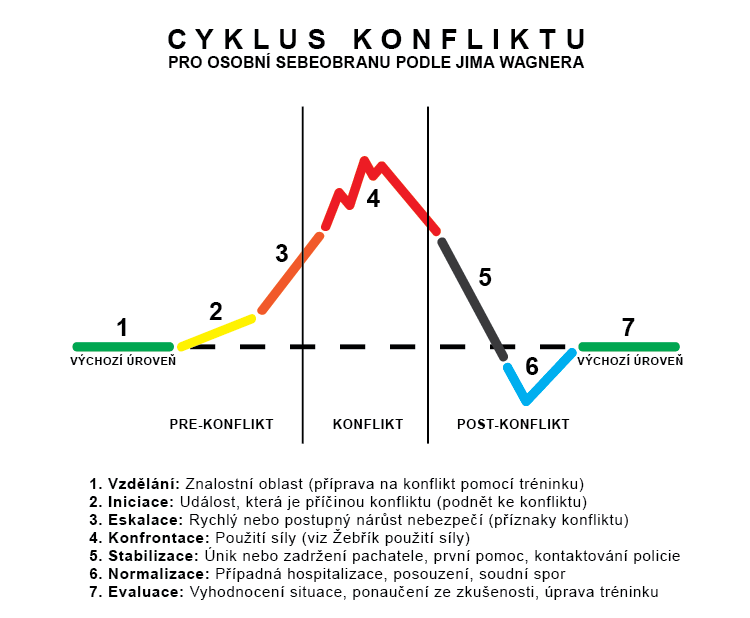 CYKLUS KONFLIKTU
PRO OSOBNÍ SEBEOBRANU PODLE JIMA WAGNERA
1
2
3
4
5
6
7
VÝCHOZÍ ÚROVEŇ
VÝCHOZÍ ÚROVEŇ
PRE-KONFLIKT
KONFLIKT
POST-KONFLIKT
1. Vzdělání: Znalostní oblast (příprava na konflikt pomocí tréninku)
2. Iniciace: Událost, která je příčinou konfliktu (podnět ke konfliktu)
3. Eskalace: Rychlý nebo postupný nárůst nebezpečí (příznaky konfliktu)
4. Konfrontace: Použití síly (viz Žebřík použití síly)
5. Stabilizace: Únik nebo zadržení pachatele, první pomoc, kontaktování policie
6. Normalizace: Případná hospitalizace, posouzení, soudní spor
7. Evaluace: Vyhodnocení situace, ponaučení ze zkušenosti, úprava tréninku